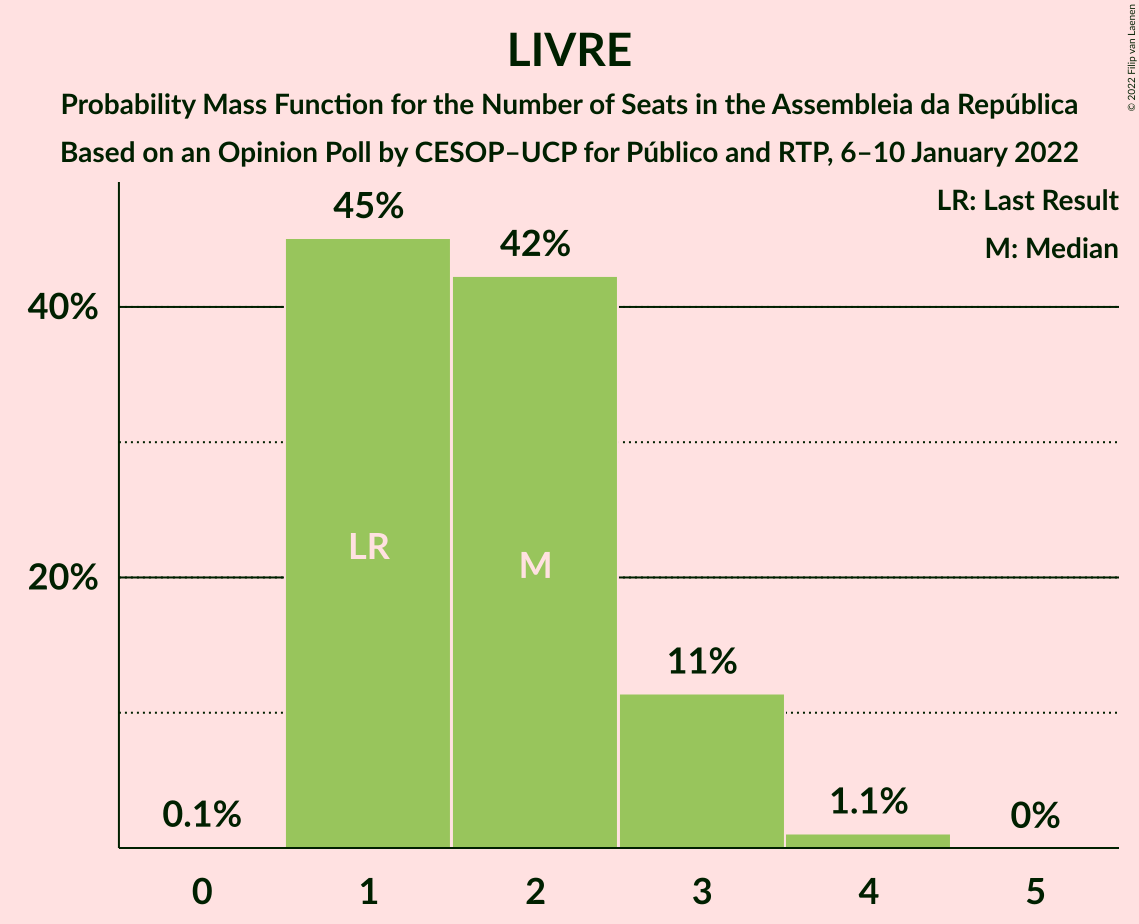 LIVRE
Probability Mass Function for the Number of Seats in the Assembleia da República
Based on an Opinion Poll by CESOP–UCP for Público and RTP, 6–10 January 2022
© 2022 Filip van Laenen
LR: Last Result
M: Median
45%
42%
40%
LR
M
20%
11%
0.1%
1.1%
0%
0 1 2 3 4 5